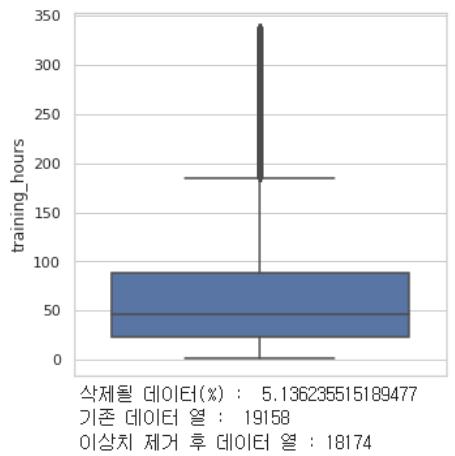 350
300
250
200
150
100
50
0
training_hours
삭제될 데이터(%) :  5.136235515189477
기존 데이터 열 :  19158
이상치 제거 후 데이터 열 : 18174